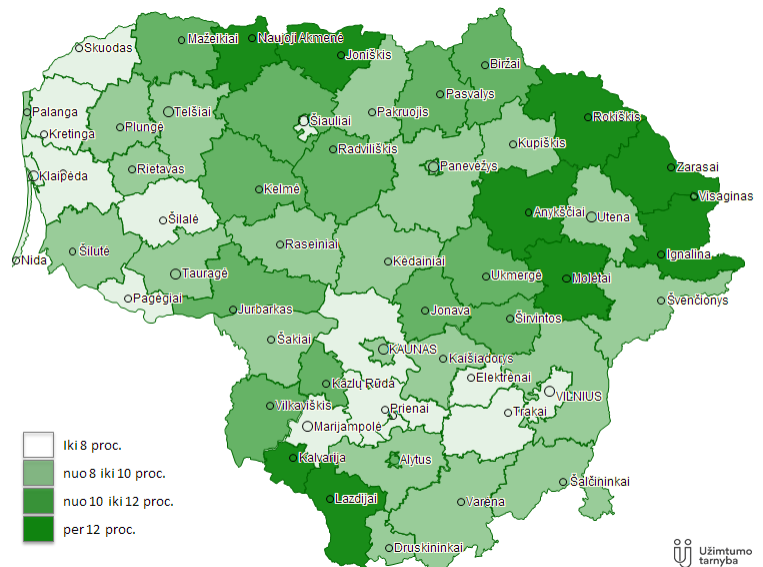 Skuodas
Mažeikiai
Naujoji Akmenė
Joniškis
Biržai
Palanga
Kretinga
Plungė
Telšiai
Šiauliai
Pakruojis
Pasvalys
Rokiškis
Klaipėda
Rietavas
Kelmė
Radviliškis
Panevėžys
Kupiškis
Zarasai
Visaginas
Šilalė
Anykščiai
Utena
Nida
Šilutė
Tauragė
Raseiniai
Kėdainiai
Ukmergė
Molėtai
Ignalina
Pagėgiai
Jurbarkas
Jonava
Širvintos
Švenčionys
Šakiai
KAUNAS
Kaišiadorys
Kazlų Rūda
Elektrėnai
Vilkaviškis
Prienai
Trakai
VILNIUS
Marijampolė
Kalvarija
Alytus
Šalčininkai
Lazdijai
Varėna
Druskininkai
Iki 8 proc.
nuo 8 iki 10 proc.
nuo 10 iki 12 proc.
per 12 proc.
Užimtumo
tarnyba